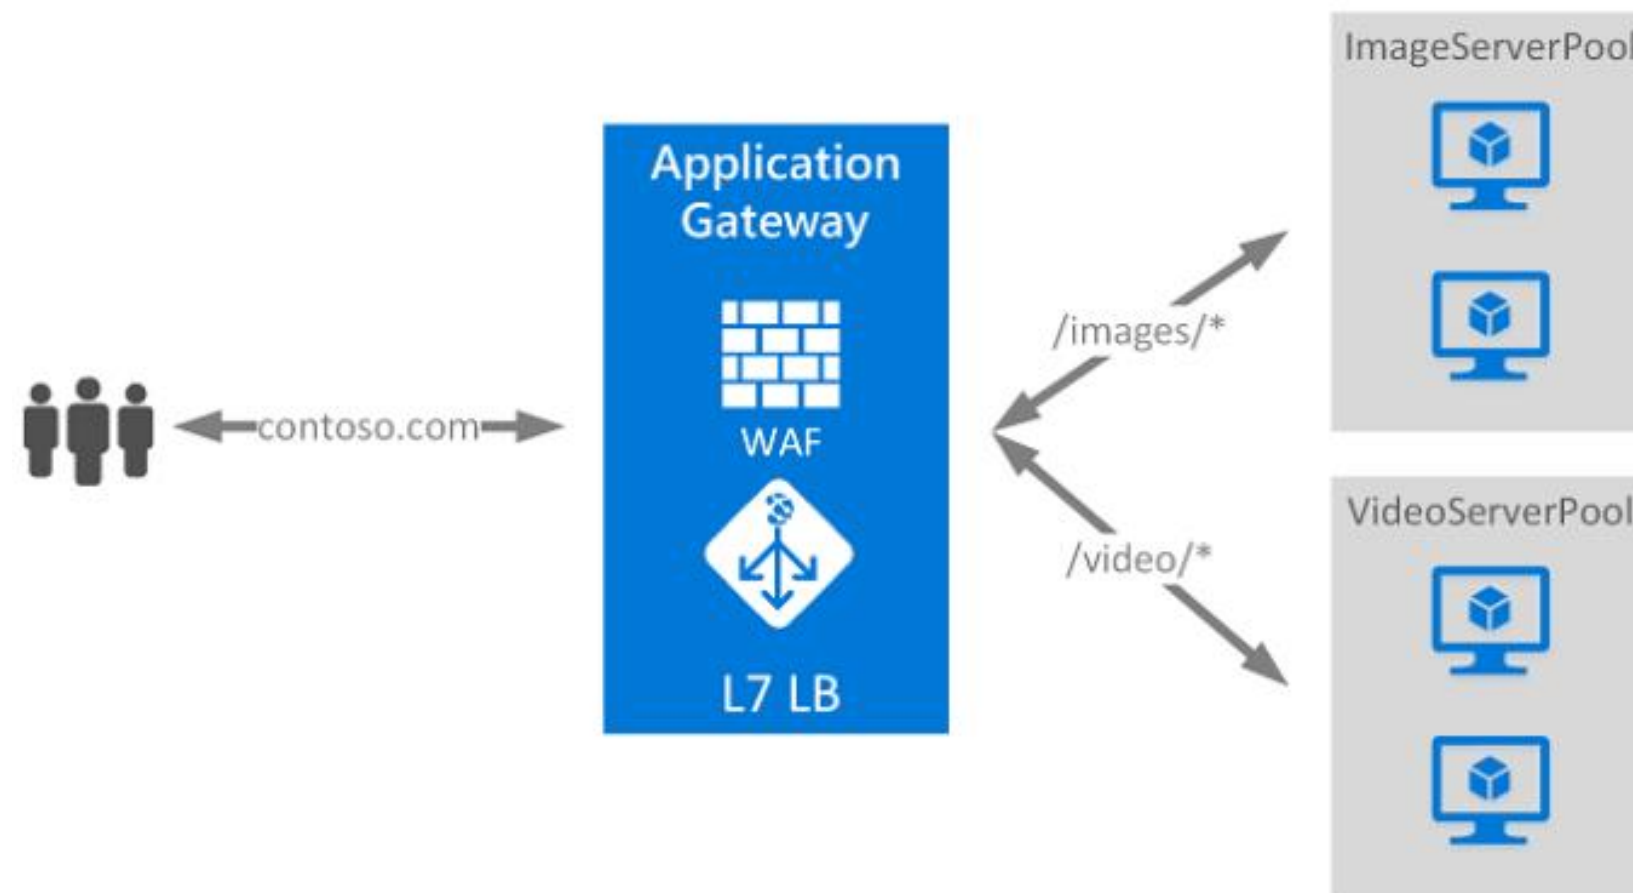 ImageServerPool
Application
Gateway
/images/*
contoso.com
WAF
VideoServerPool
/video/*
L7 LB